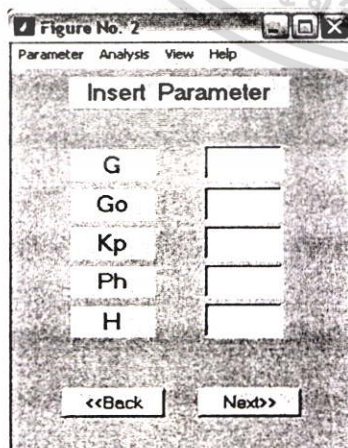 Figure No. 2
Parameter Analysis View Help
Insert Parameter
G
Go
Kp
Ph
H
<<Back Next>>